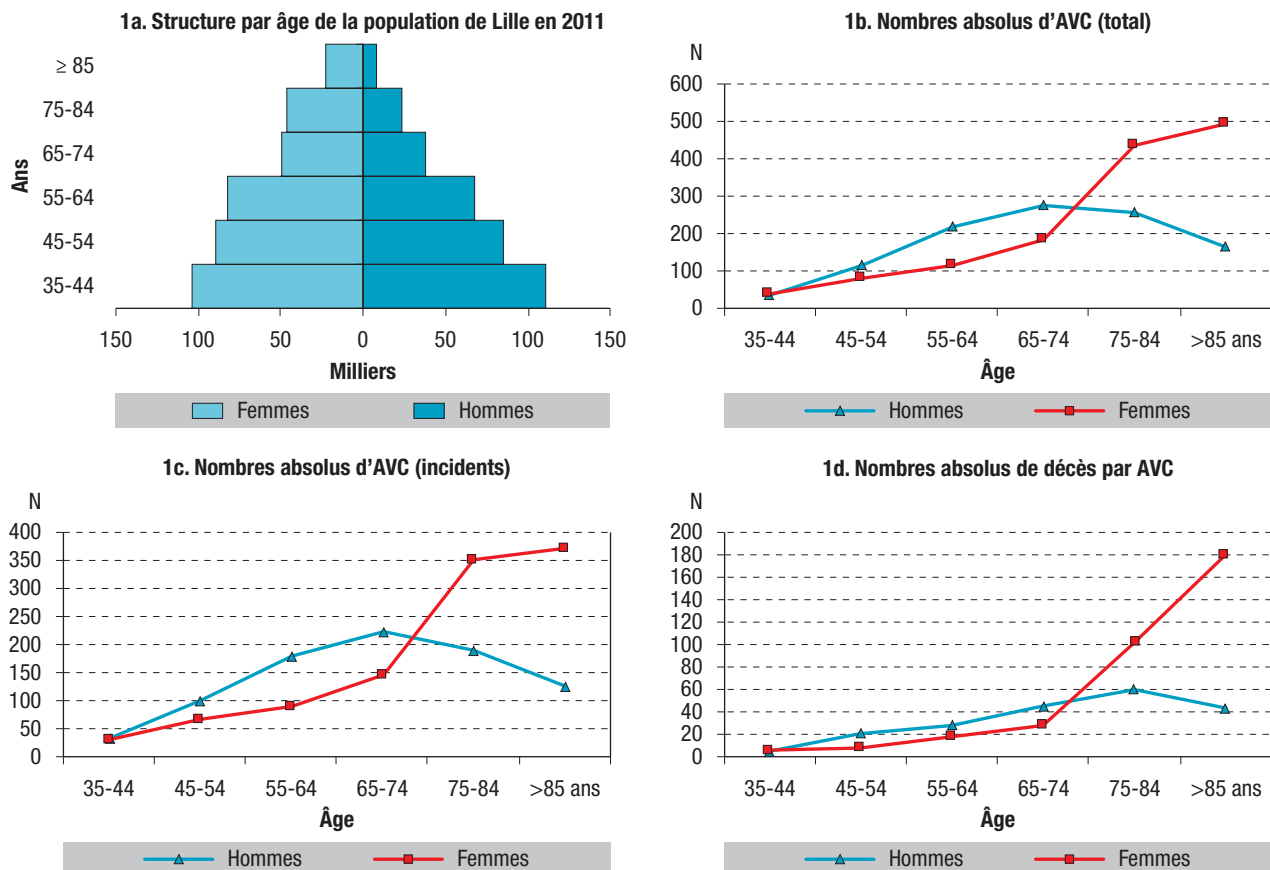 1a. Structure par âge de la population de Lille en 2011
Ans
≥ 85
75-84
65-74
55-64
45-54
35-44
150 100 50 0 50 100 150
Milliers
Femmes Hommes
1b. Nombres absolus d’AVC (total)
N
600
500
400
300
200
100
0
35-44 45-54 55-64 65-74 75-84 >85 ans
Âge
Hommes Femmes
1c. Nombres absolus d’AVC (incidents)
N
400
350
300
250
200
150
100
50
0
35-44 45-54 55-64 65-74 75-84 >85 ans
Âge
Hommes Femmes
1d. Nombres absolus de décès par AVC
N
200
180
160
140
120
100
80
60
40
20
0
35-44 45-54 55-64 65-74 75-84 >85 ans
Âge
Hommes Femmes